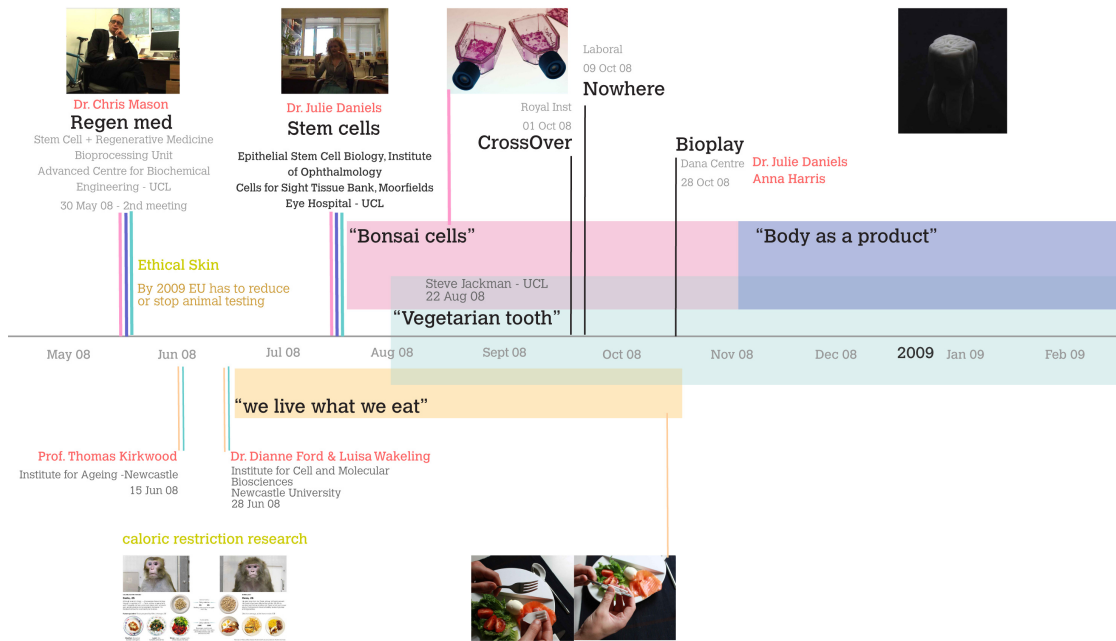 Dr. Chris Mason
Regen med
Stem Cell + Regenerative Medicine
Bioprocessing Unit
Advanced Centre for Biochemical
Engineering - UCL
30 May 08 - 2nd meeting
Dr. Julie Daniels
Stem cells
Epithelial Stem Cell Biology, Institute
of Ophthalmology
Cells for Sight Tissue Bank, Moorfields
Eye Hospital - UCL
Royal Inst
01 Oct 08
CrossOver
Laboral
09 Oct 08
Nowhere
Bioplay
Dana Centre
28 Oct 08
Dr. Julie Daniels
Anna Harris
Ethical Skin
By 2009 EU has to reduce
or stop animal testing
“Bonsai cells”
“Body as a product”
Steve Jackman - UCL
22 Aug 08
“Vegetarian tooth”
May 08
Jun 08
Jul 08
Aug 08
Sept 08
Oct 08
Nov 08
Dec 08
2009
Jan 09
Feb 09
“we live what we eat”
Prof. Thomas Kirkwood
Institute for Ageing -Newcastle
15 Jun 08
Dr. Dianne Ford & Luisa Wakeling
Institute for Cell and Molecular
Biosciences
Newcastle University
28 Jun 08
caloric restriction research